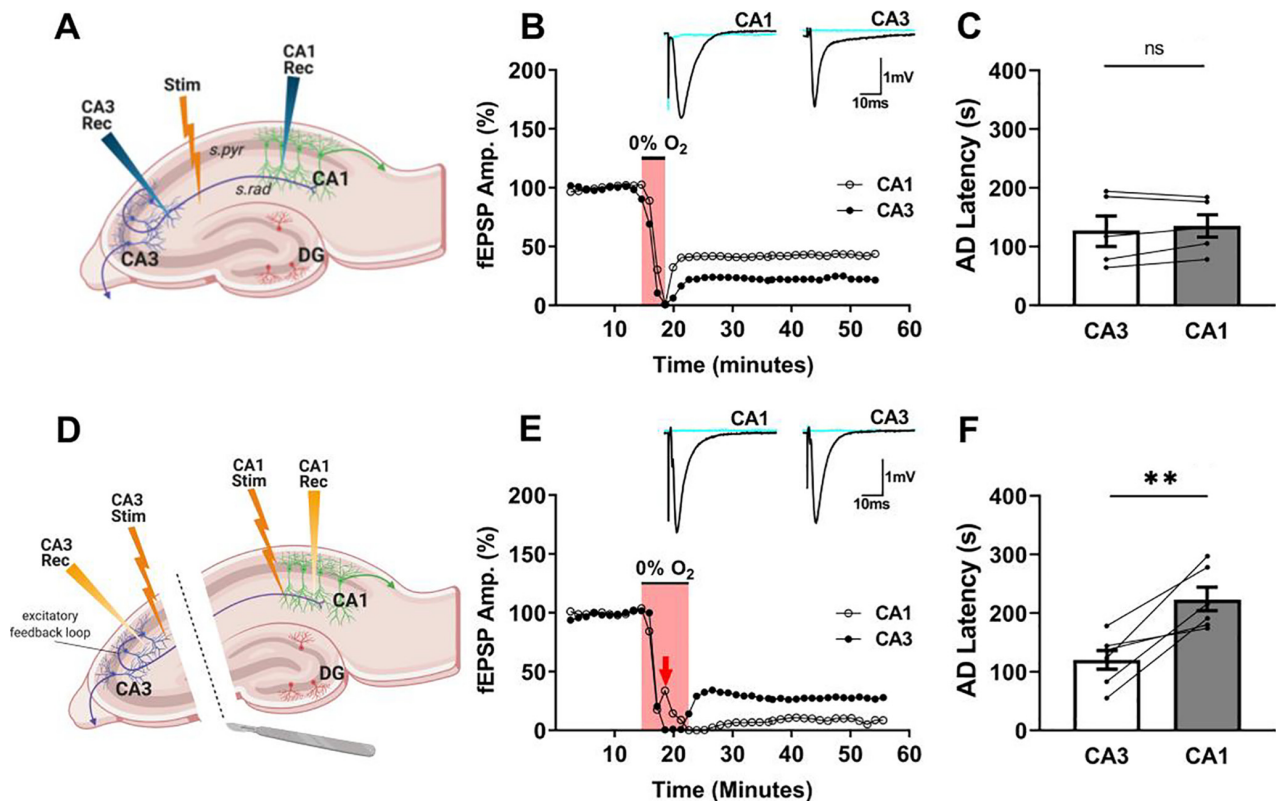 A
CA1
Rec
Stim
CA3
Rec
s.pyr
s.rad
CA1
CA3
DG
B
CA1
CA3
1mV
10ms
200
150
100
50
0
fEPSP Amp. (%)
0% O2
CA1
CA3
10
20
30
40
50
60
Time (minutes)
C
ns
400
300
200
100
0
AD Latency (s)
CA3
CA1
D
CA1
Stim
CA1
Rec
CA3
Stim
CA3
Rec
excitatory
feedback loop
CA1
CA3
DG
E
CA1
CA3
1mV
10ms
200
150
100
50
0
fEPSP Amp. (%)
0% O2
CA1
CA3
10
20
30
40
50
60
Time (Minutes)
F
**
400
300
200
100
0
AD Latency (s)
CA3
CA1